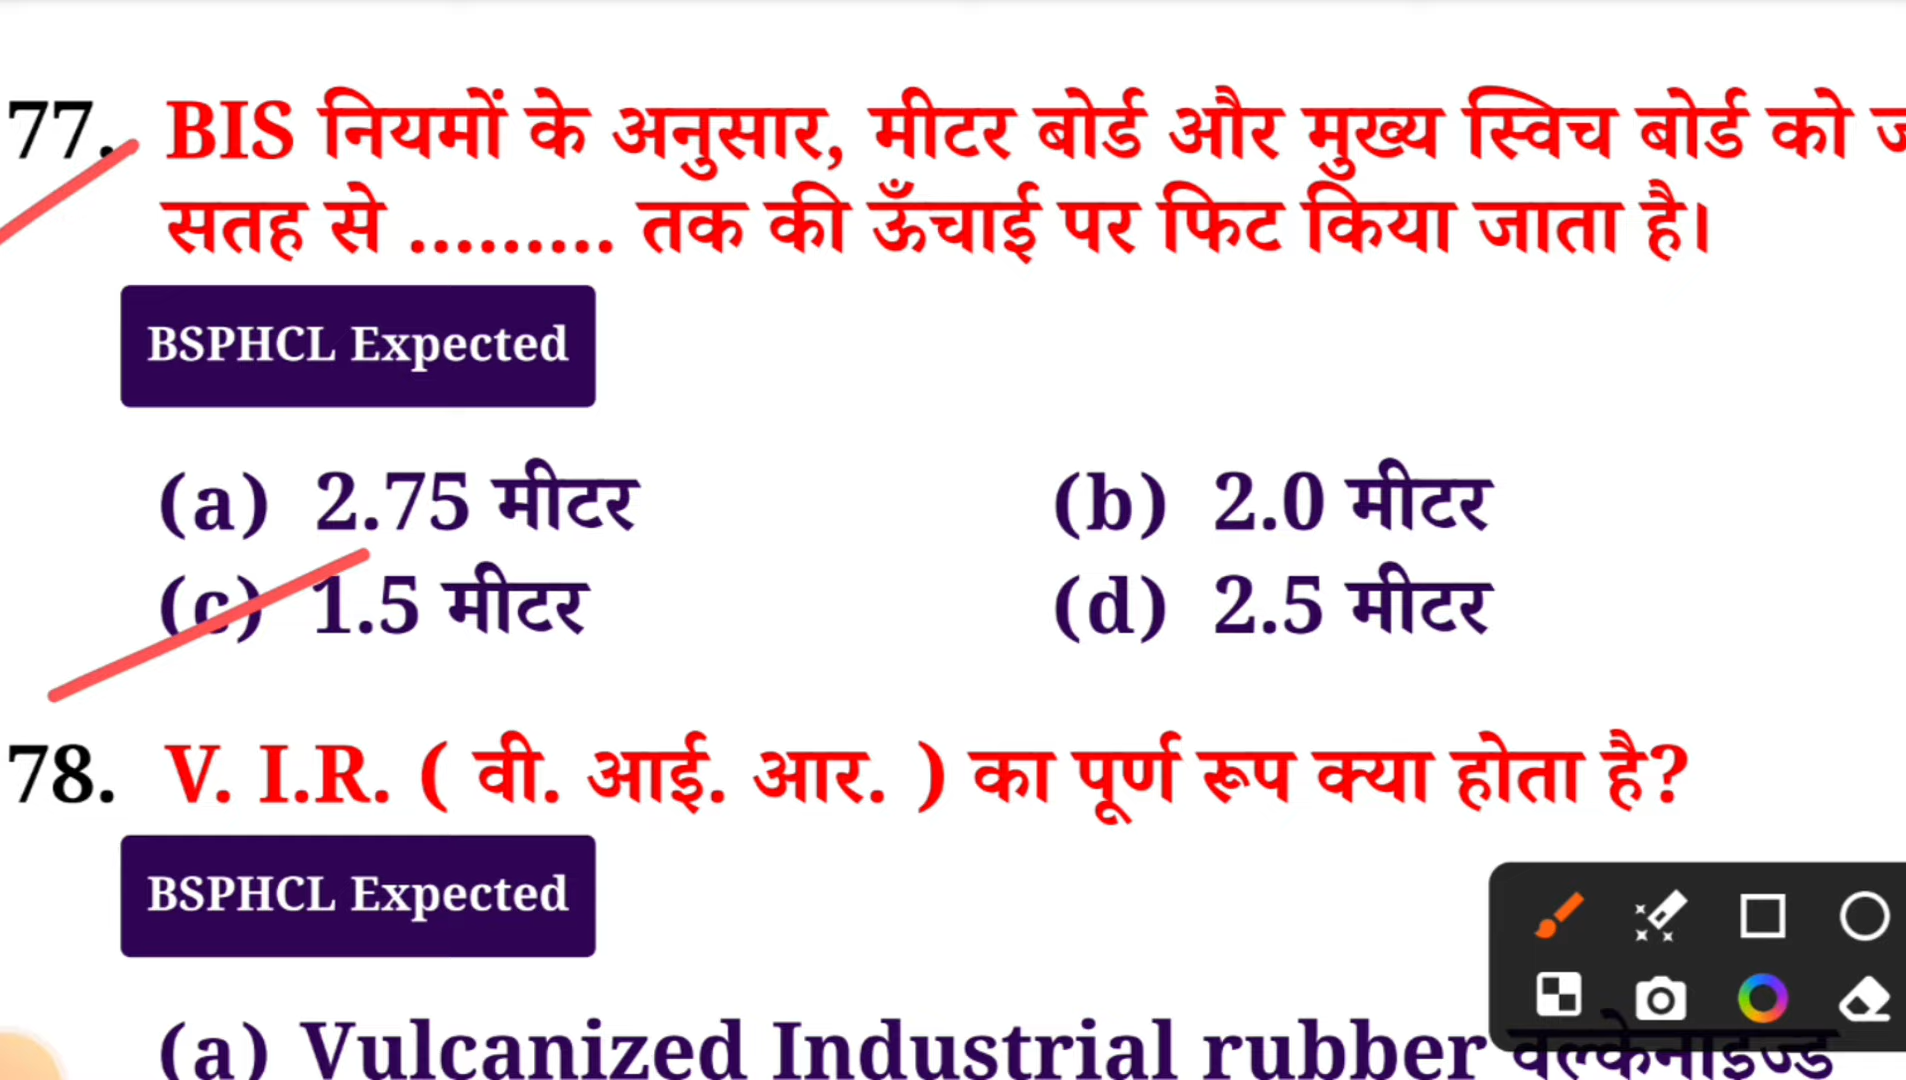 77. BIS नियमों के अनुसार, मीटर बोर्ड और मुख्य स्विच बोर्ड को
सतह से ......... तक की ऊँचाई पर फिट किया जाता है।
BSPHCL Expected
(a) 2.75 मीटर (b) 2.0 मीटर
(c) 1.5 मीटर (d) 2.5 मीटर
78. V. I.R. ( वी. आई. आर. ) का पूर्ण रूप क्या होता है?
BSPHCL Expected
(a) Vulcanized Industrial rubber